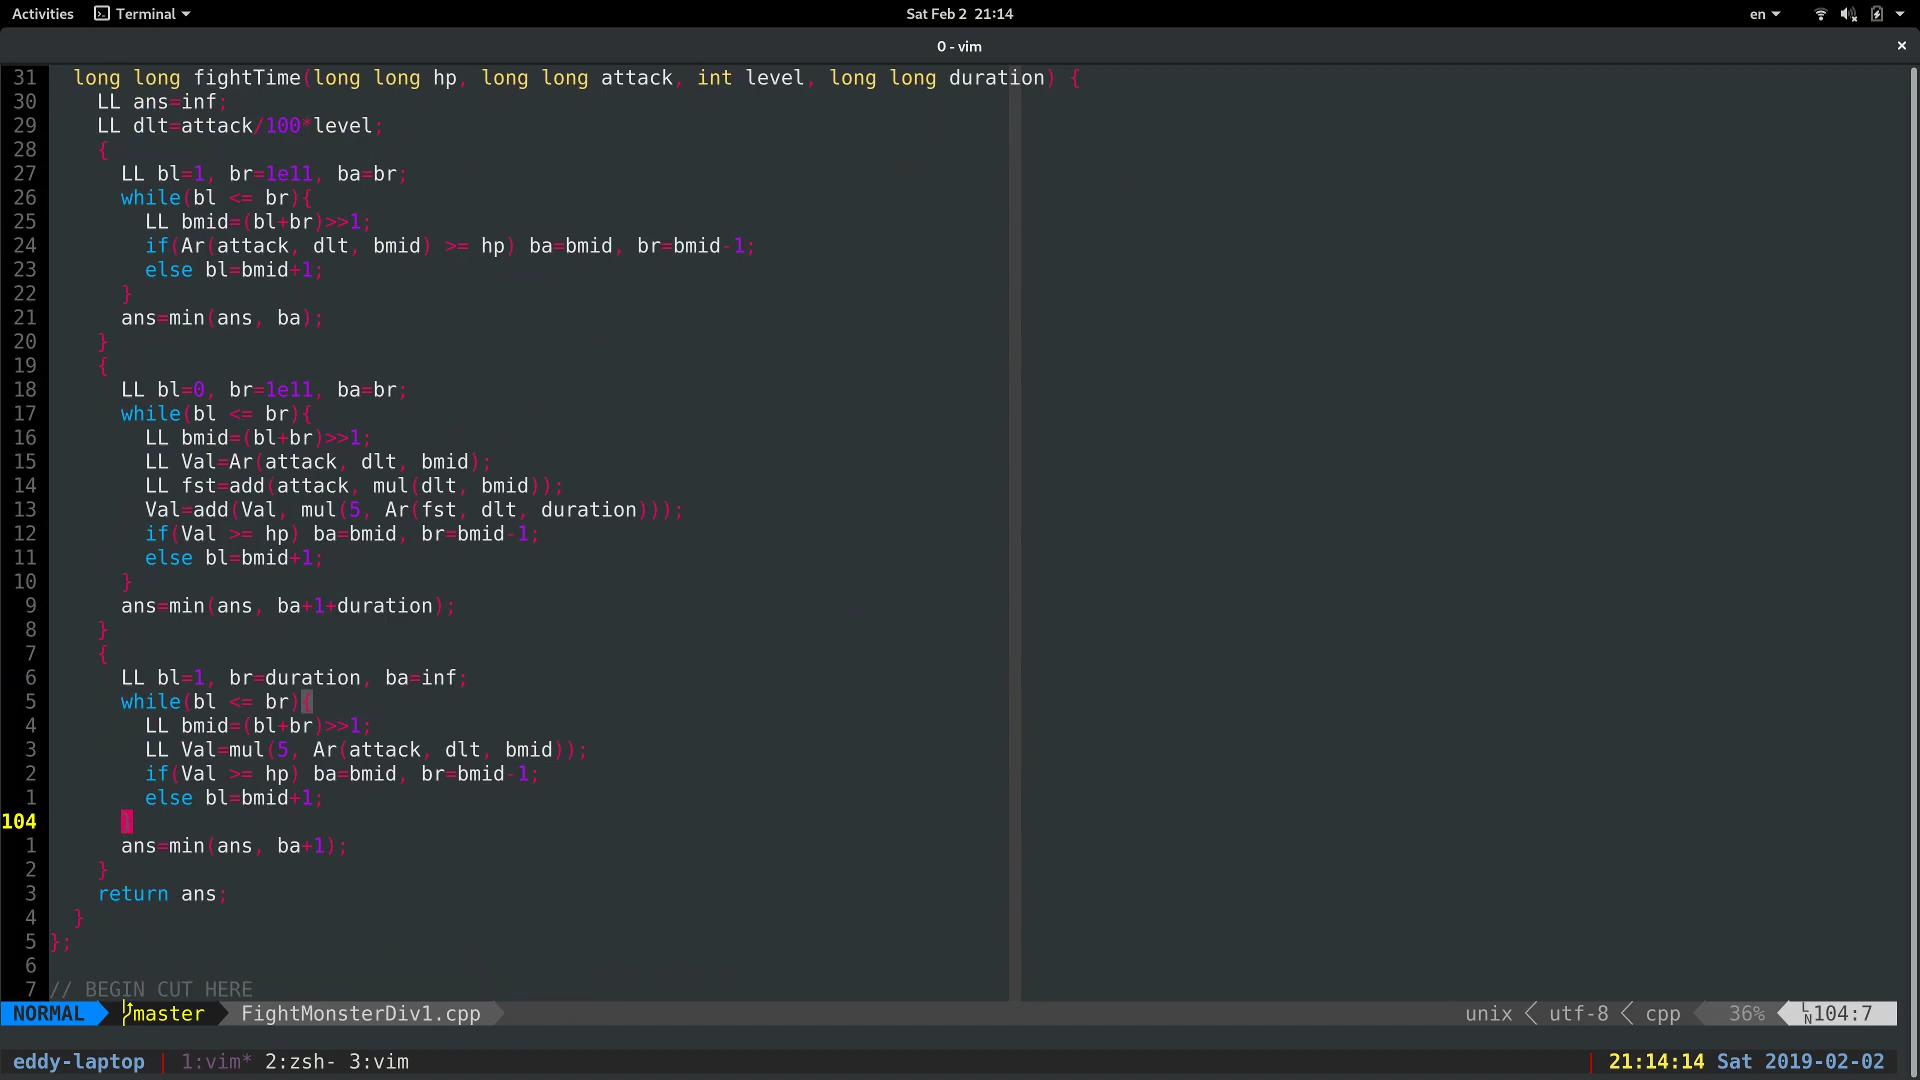 Activities Terminal Sat Feb 2 21:14 en
0 - vim
31 long long fightTime(long long hp, long long attack, int level, long long duration) {
30 LL ans=inf;
29 LL dlt=attack/100*level;
28 {
27 LL bl=1, br=1e11, ba=br;
26 while(bl <= br){
25 LL bmid=(bl+br)>>1;
24 if(Ar(attack, dlt, bmid) >= hp) ba=bmid, br=bmid-1;
23 else bl=bmid+1;
22 }
21 ans=min(ans, ba);
20 }
19 {
18 LL bl=0, br=1e11, ba=br;
17 while(bl <= br){
16 LL bmid=(bl+br)>>1;
15 LL Val=Ar(attack, dlt, bmid);
14 LL fst=add(attack, mul(dlt, bmid));
13 Val=add(Val, mul(5, Ar(fst, dlt, duration)));
12 if(Val >= hp) ba=bmid, br=bmid-1;
11 else bl=bmid+1;
10 }
9 ans=min(ans, ba+1+duration);
8 }
7 {
6 LL bl=1, br=duration, ba=inf;
5 while(bl <= br){
4 LL bmid=(bl+br)>>1;
3 LL Val=mul(5, Ar(attack, dlt, bmid));
2 if(Val >= hp) ba=bmid, br=bmid-1;
1 else bl=bmid+1;
104 }
1 ans=min(ans, ba+1);
2 }
3 return ans;
4 }
5 };
6
7 // BEGIN CUT HERE
NORMAL master FightMonsterDiv1.cpp unix utf-8 cpp 36% LN 104:7
eddy-laptop 1:vim* 2:zsh- 3:vim 21:14:14 Sat 2019-02-02